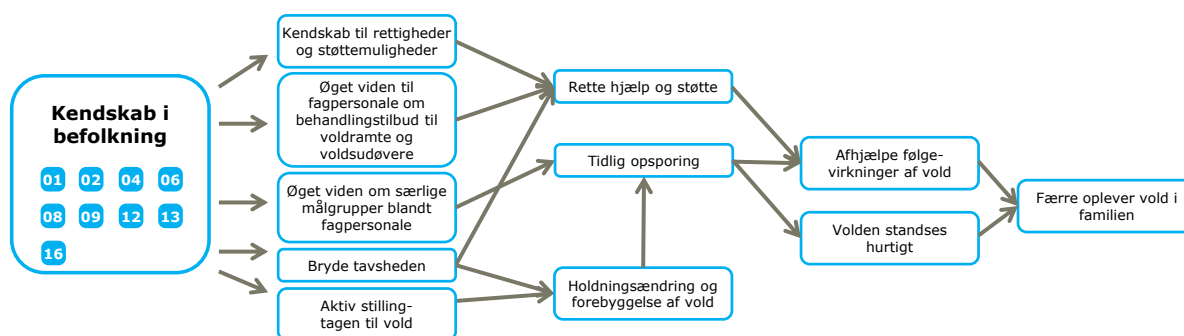 Kendskab i
befolkning
01 02 04 06
08 09 12 13
16
Kendskab til rettigheder
og støttemuligheder
Øget viden til
fagpersonale om
behandlingstilbud til
voldramte og
voldsudøvere
Øget viden om særlige
målgrupper blandt
fagpersonale
Bryde tavsheden
Aktiv stilling-
tagen til vold
Rette hjælp og støtte
Tidlig opsporing
Holdningsændring og
forebyggelse af vold
Afhjælpe følge-
virkninger af vold
Volden standses
hurtigt
Færre oplever vold i
familien